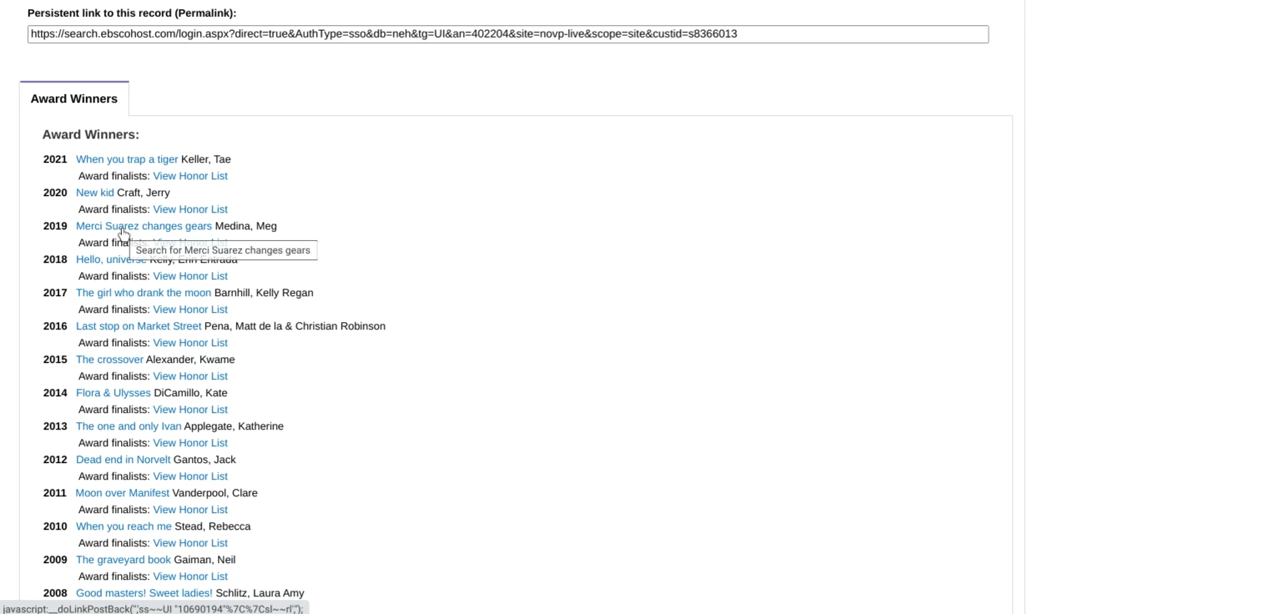 Persistent link to this record (Permalink):
https://search.ebscohost.com/login.aspx?direct=true&AuthType=sso&db=neh&tg=UI&an=402204&site=novp-live&scope=site&custid=s8366013
Award Winners
Award Winners:
2021 When you trap a tiger Keller, Tae
Award finalists: View Honor List
2020 New kid Craft, Jerry
Award finalists: View Honor List
2019 Merci Suarez changes gears Medina, Meg
Award
Search for Merci Suarez changes gears
2018 Hello, universe Kelly, Erin Entrada
Award finalists: View Honor List
2017 The girl who drank the moon Barnhill, Kelly Regan
Award finalists: View Honor List
2016 Last stop on Market Street Pena, Matt de la & Christian Robinson
Award finalists: View Honor List
2015 The crossover Alexander, Kwame
Award finalists: View Honor List
2014 Flora & Ulysses DiCamillo, Kate
Award finalists: View Honor List
2013 The one and only Ivan Applegate, Katherine
Award finalists: View Honor List
2012 Dead end in Norvelt Gantos, Jack
Award finalists: View Honor List
2011 Moon over Manifest Vanderpool, Clare
Award finalists: View Honor List
2010 When you reach me Stead, Rebecca
Award finalists: View Honor List
2009 The graveyard book Gaiman, Neil
Award finalists: View Honor List
2008 Good masters! Sweet ladies! Schlitz, Laura Amy